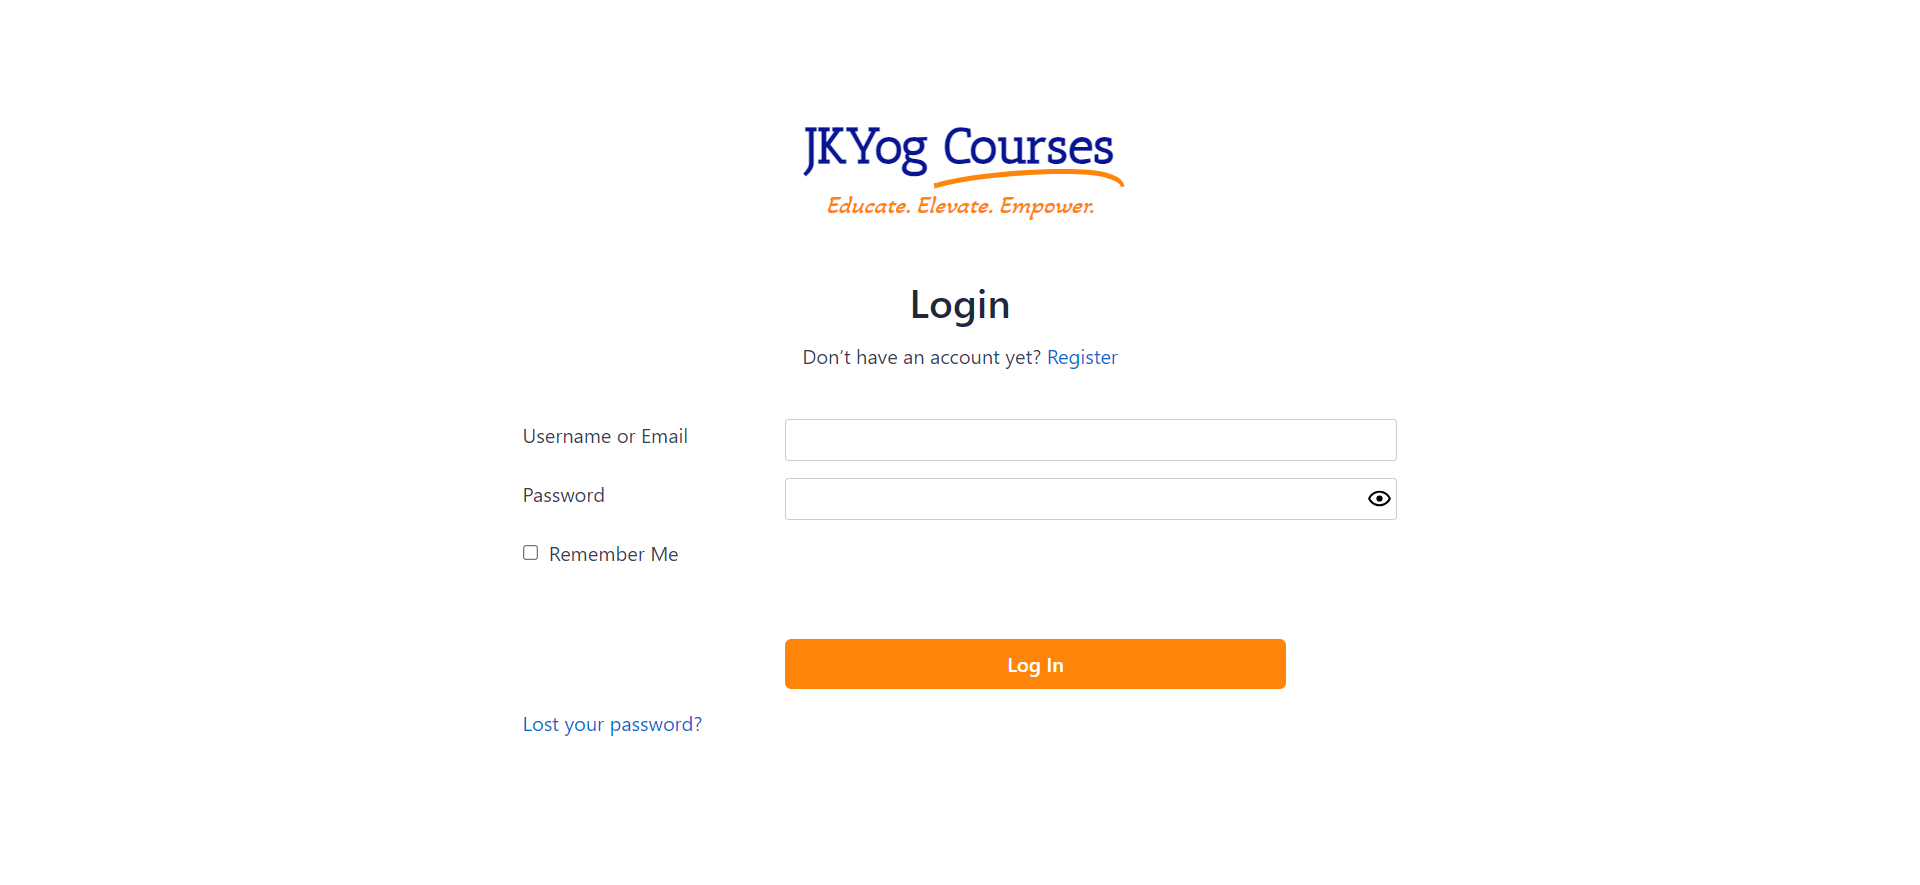 JKYog Courses
Educate. Elevate. Empower.
Login
Don’t have an account yet? Register
Username or Email
Password
Remember Me
Log In
Lost your password?